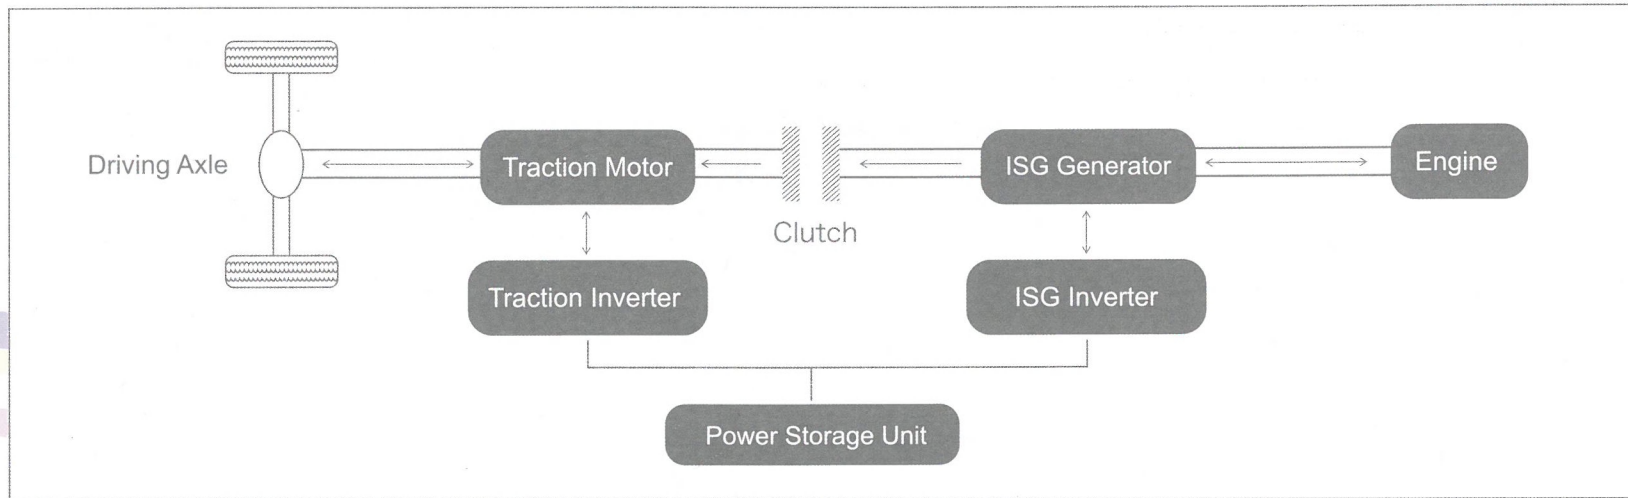 Driving Axle
Traction Motor
Clutch
ISG Generator
Engine
Traction Inverter
ISG Inverter
Power Storage Unit